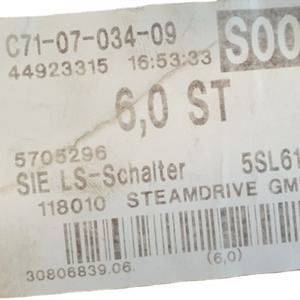 C71-07-034-09 S00
44923315 16:53:33
6,0 ST
5705296
SIE LS-Schalter 5SL61
118010 STEAMDRIVE GM
30806839.06. (6,0)